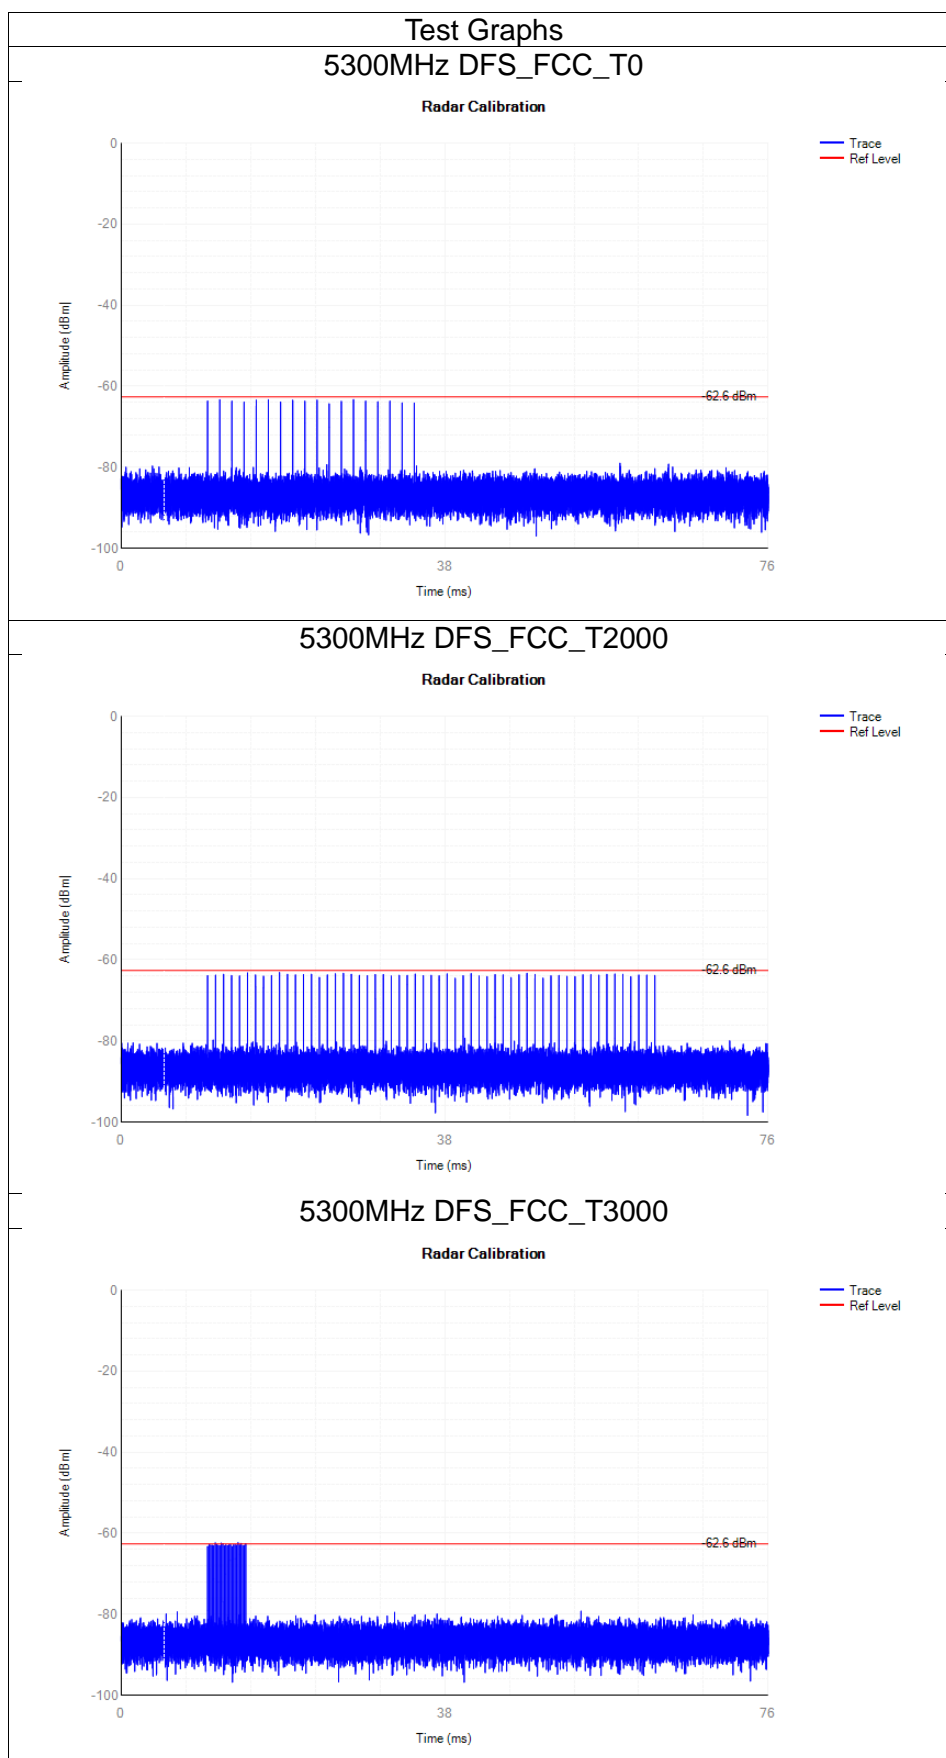 Test Graphs
5300MHz DFS_FCC_T0
Radar Calibration
0
Trace
Ref Level
-20
-40
Amplitude [dBm]
-60
-62.6 dBm
-80
-100
0
38
76
Time (ms)
5300MHz DFS_FCC_T2000
Radar Calibration
0
Trace
Ref Level
-20
-40
Amplitude [dBm]
-60
-62.6 dBm
-80
-100
0
38
76
Time (ms)
5300MHz DFS_FCC_T3000
Radar Calibration
0
Trace
Ref Level
-20
-40
Amplitude [dBm]
-60
-62.6 dBm
-80
-100
0
38
76
Time (ms)